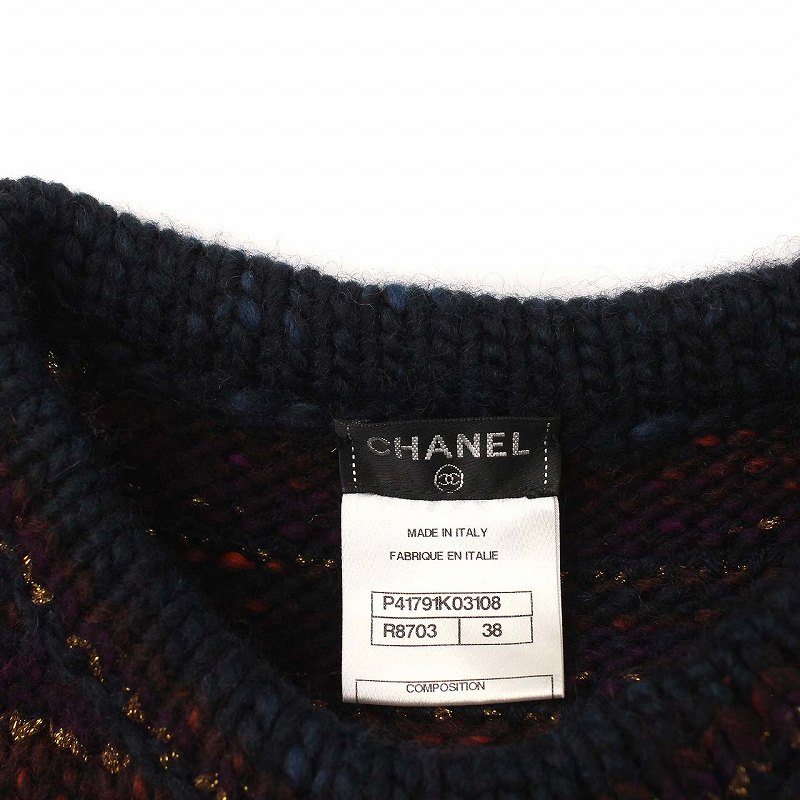 CHANEL
MADE IN ITALY
FABRIQUE EN ITALIE
P41791K03108
R8703 38
COMPOSITION